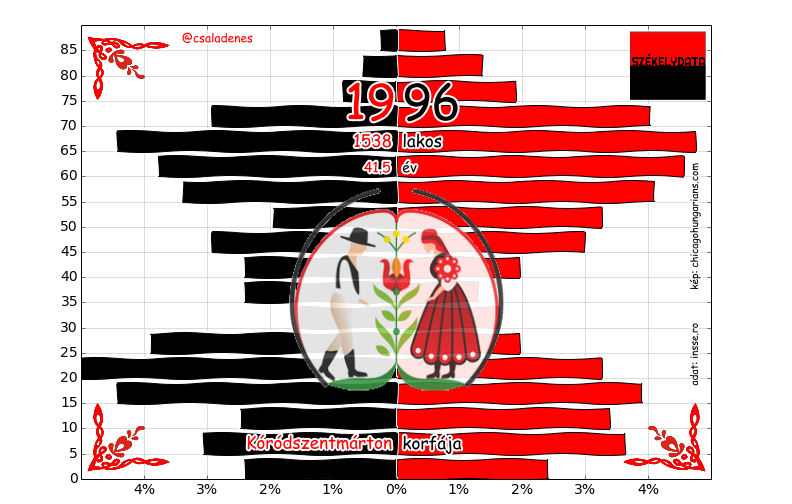 @csaladenes
SZÉKELYDATA
1996
1538 lakos
41.5 év
kép: chicagohungarians.com
adat: insse.ro
Kóródszentmárton korfája
85
80
75
70
65
60
55
50
45
40
35
30
25
20
15
10
5
0
4% 3% 2% 1% 0% 1% 2% 3% 4%